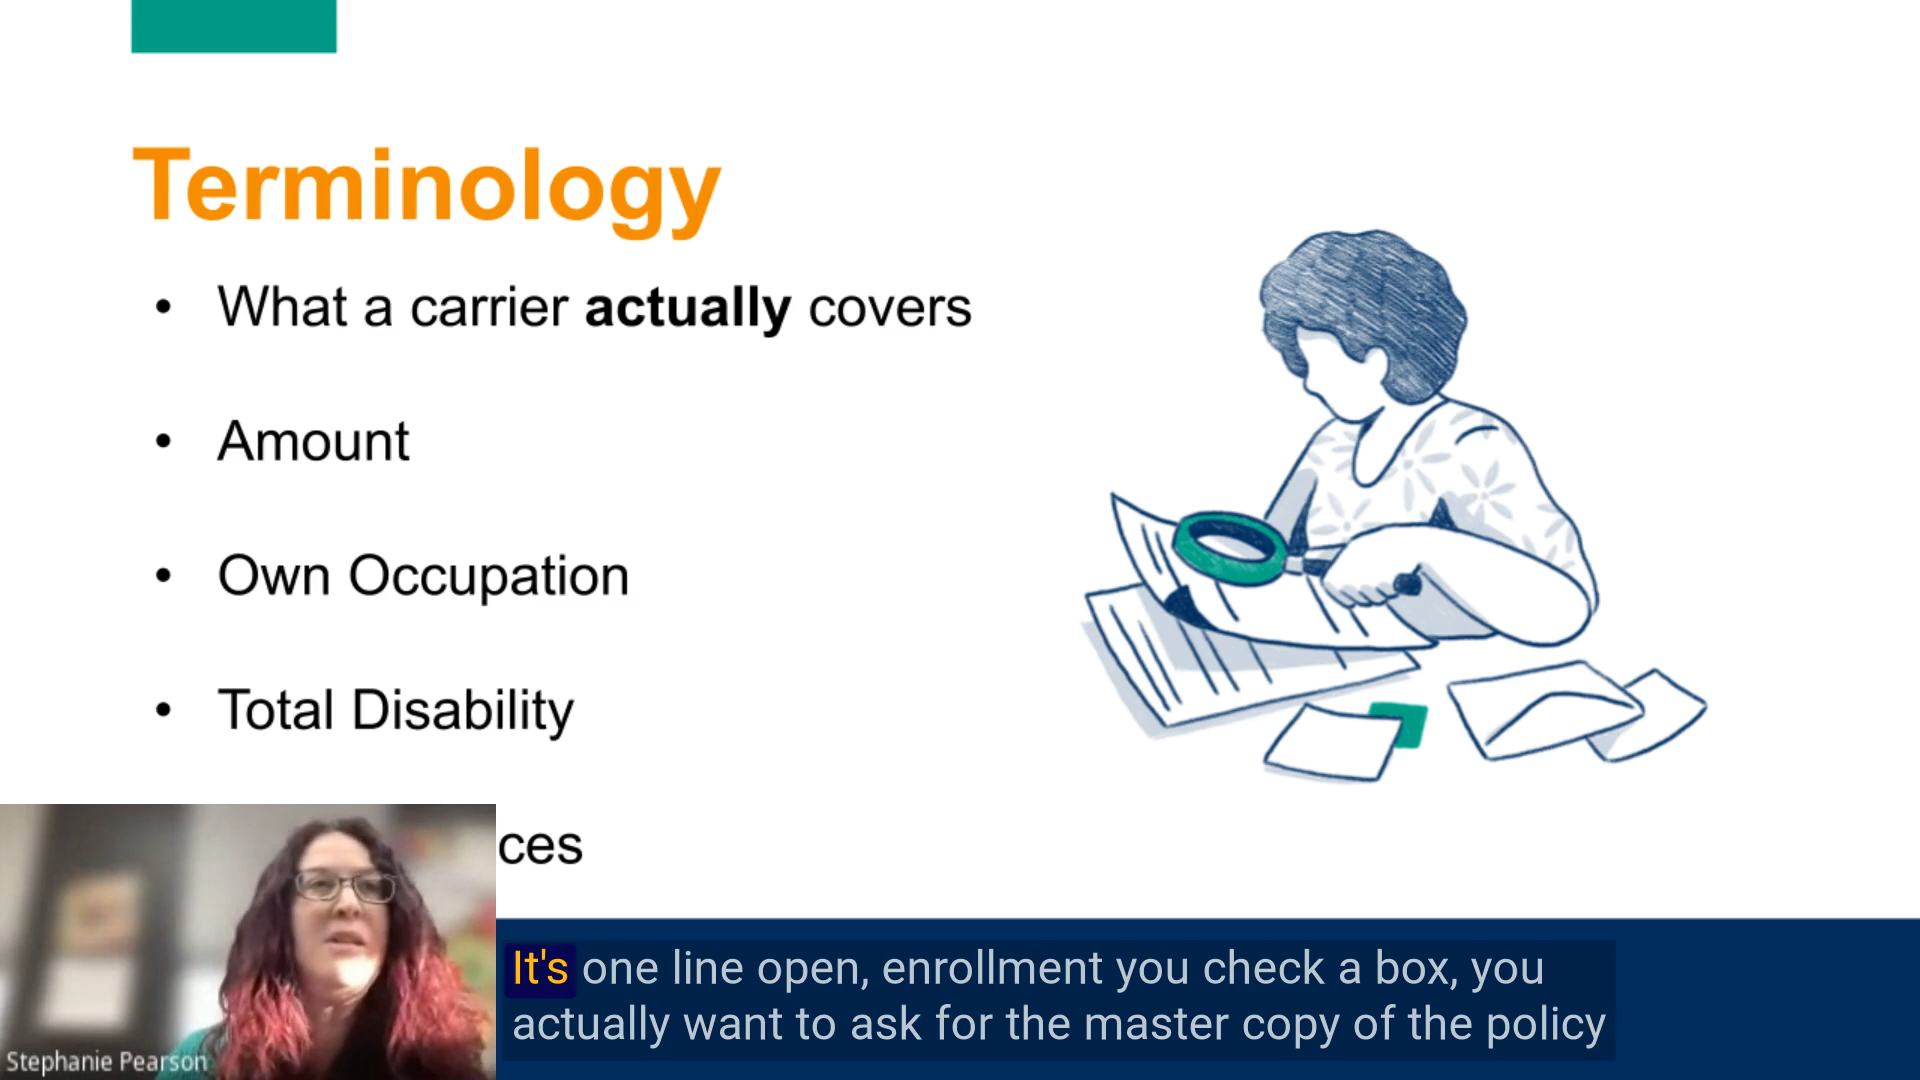 Terminology
• What a carrier actually covers
• Amount
• Own Occupation
• Total Disability
ces
It's one line open, enrollment you check a box, you
actually want to ask for the master copy of the policy
Stephanie Pearson